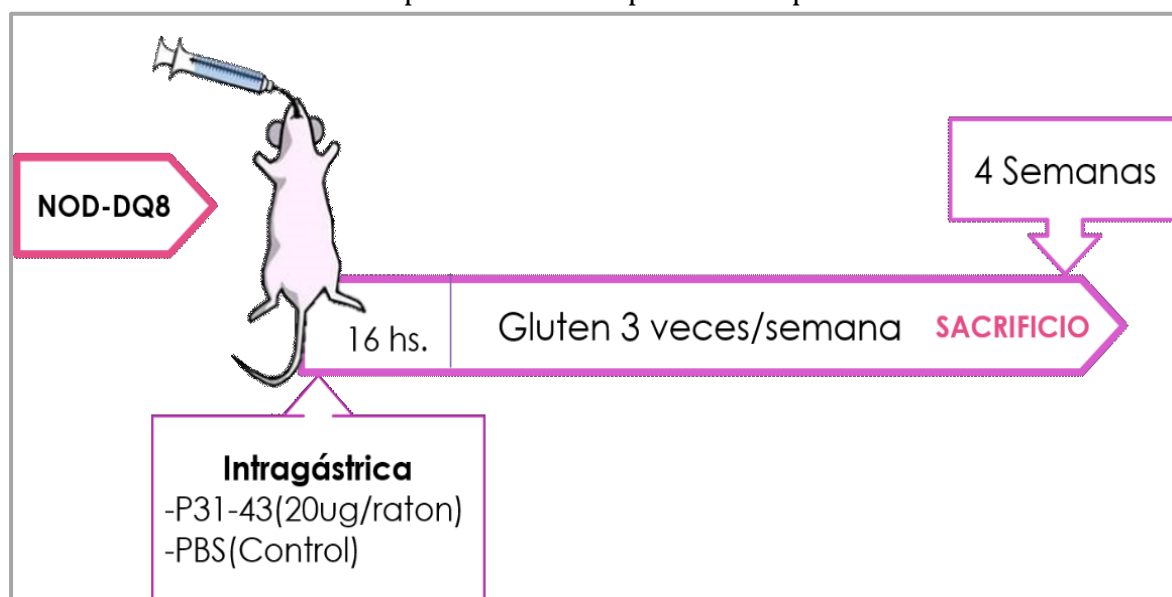 NOD-DQ8
4 Semanas
16 hs.
Gluten 3 veces/semana
SACRIFICIO
Intragástrica
-P31-43(20ug/raton)
-PBS(Control)